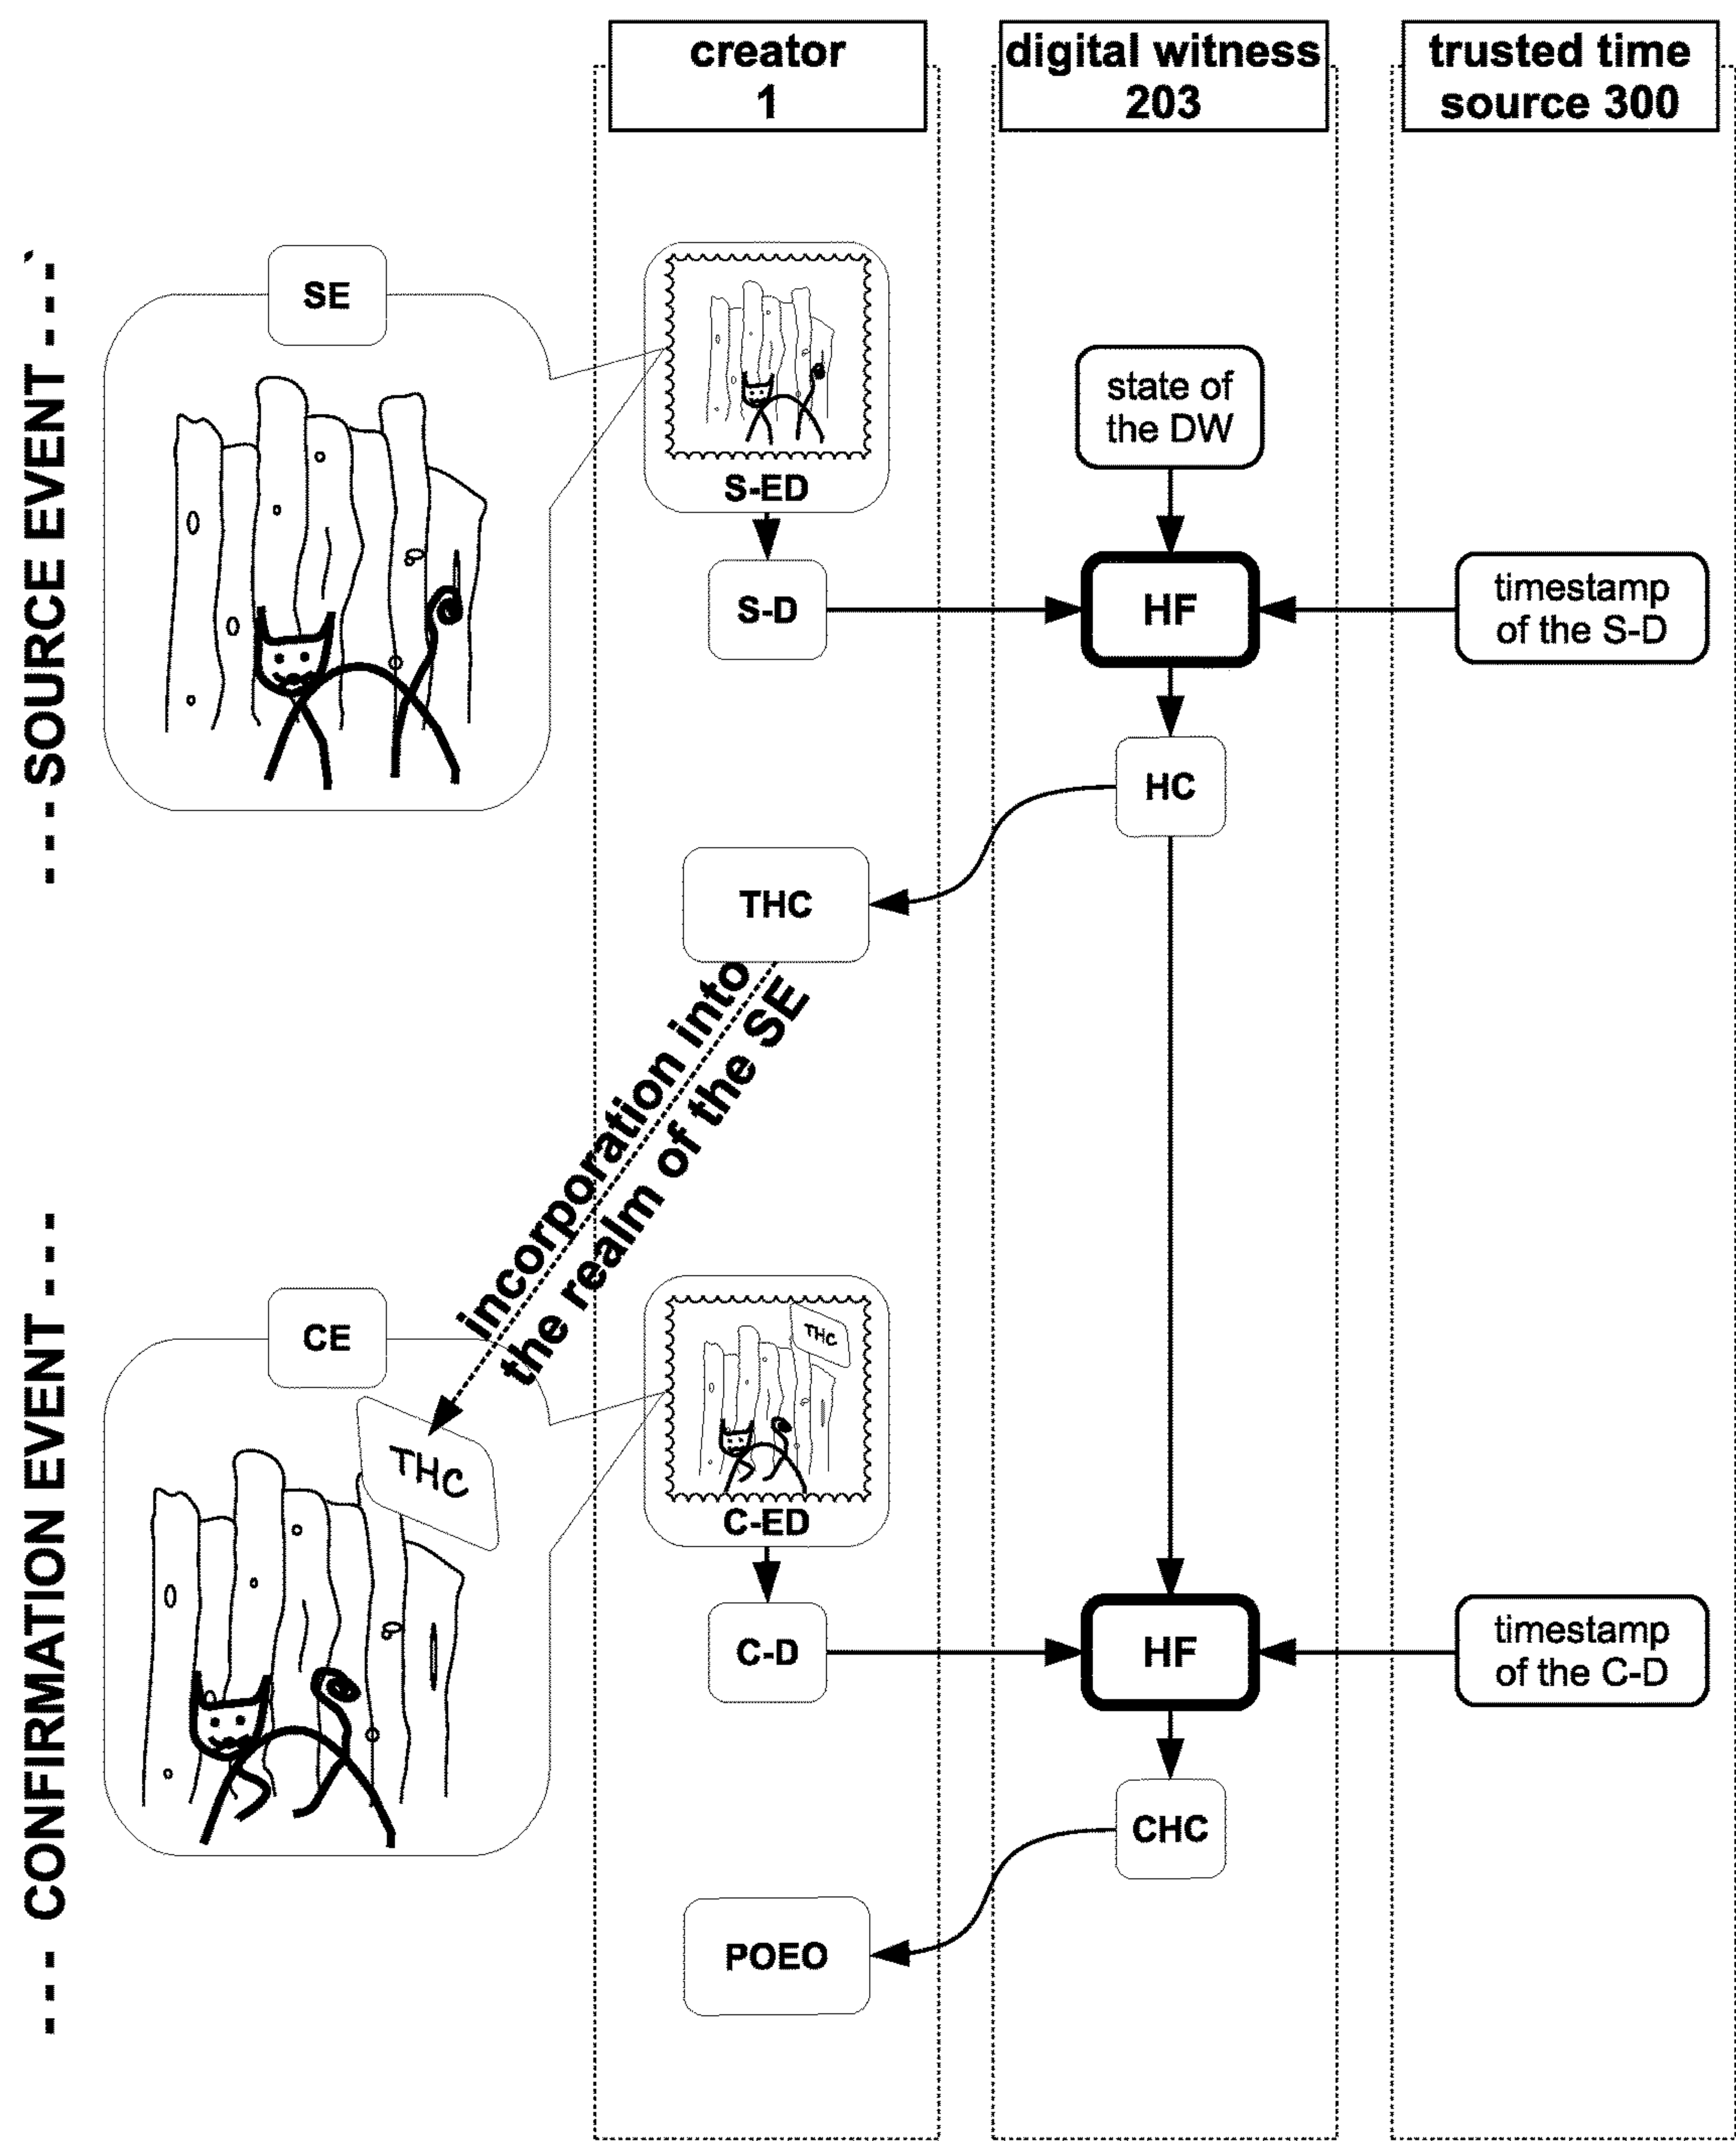 creator
1
digital witness
203
trusted time
source 300
- - - SOURCE EVENT - - -
SE
S-ED
state of
the DW
S-D
HF
timestamp
of the S-D
HC
THC
incorporation into
the realm of the SE
- - - CONFIRMATION EVENT - - -
CE
THC
THC
C-ED
C-D
HF
timestamp
of the C-D
CHC
POEO